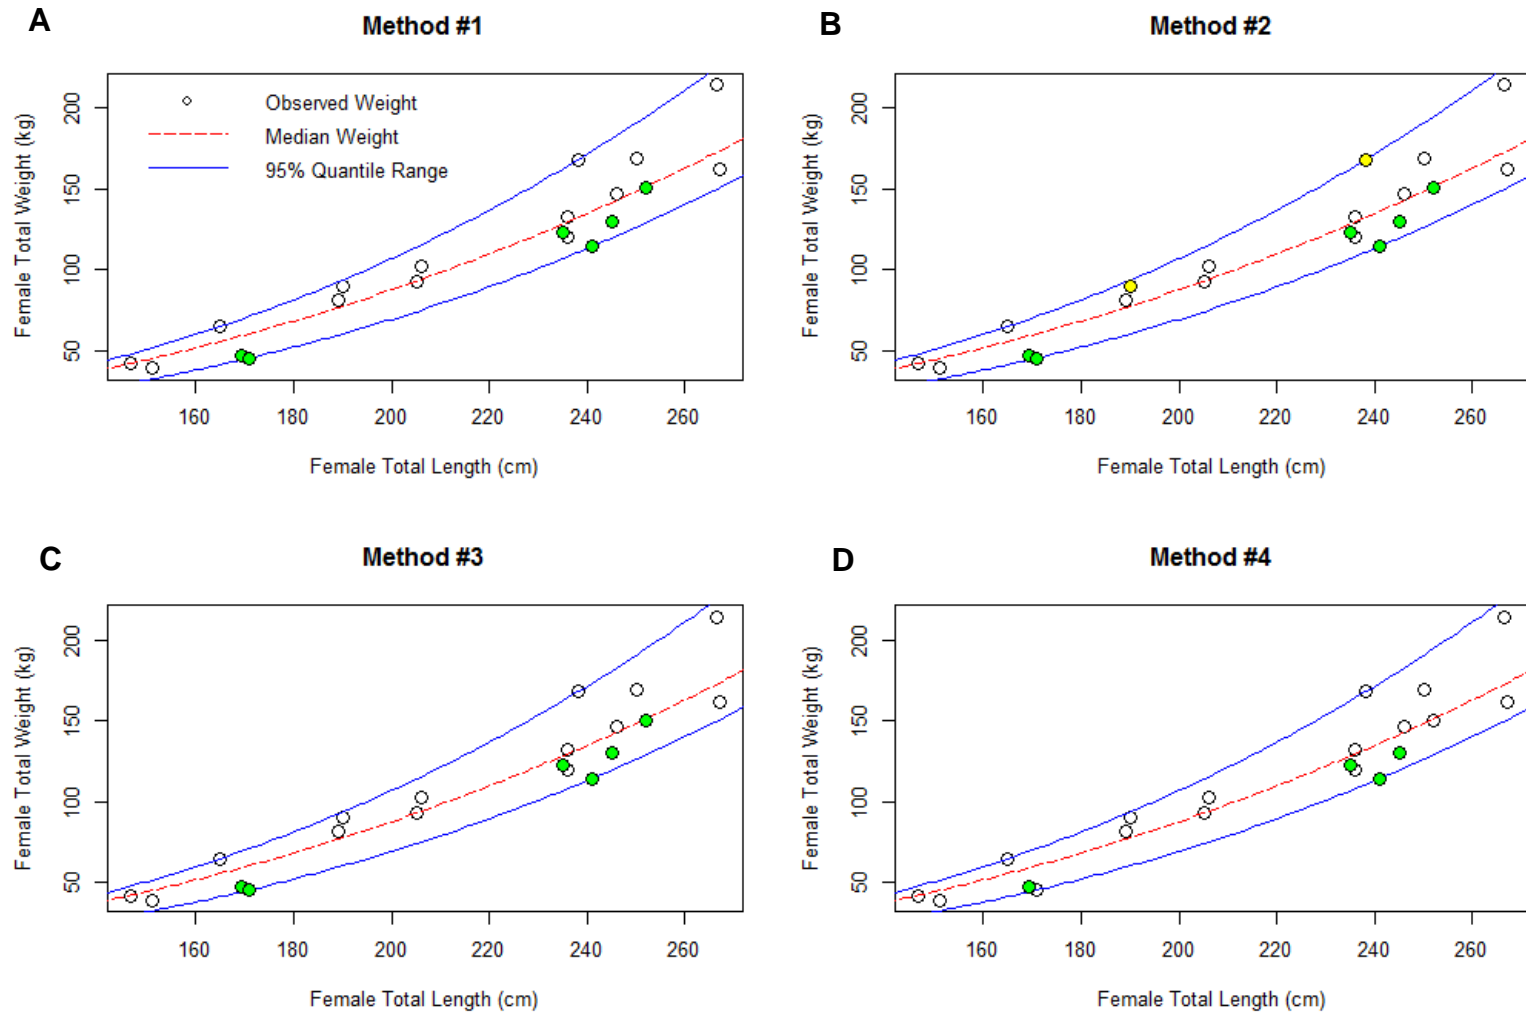 A
Method #1
Female Total Weight (kg)
50
100
150
200
Observed Weight
Median Weight
95% Quantile Range
160
180
200
220
240
260
Female Total Length (cm)
B
Method #2
Female Total Weight (kg)
50
100
150
200
160
180
200
220
240
260
Female Total Length (cm)
C
Method #3
Female Total Weight (kg)
50
100
150
200
160
180
200
220
240
260
Female Total Length (cm)
D
Method #4
Female Total Weight (kg)
50
100
150
200
160
180
200
220
240
260
Female Total Length (cm)